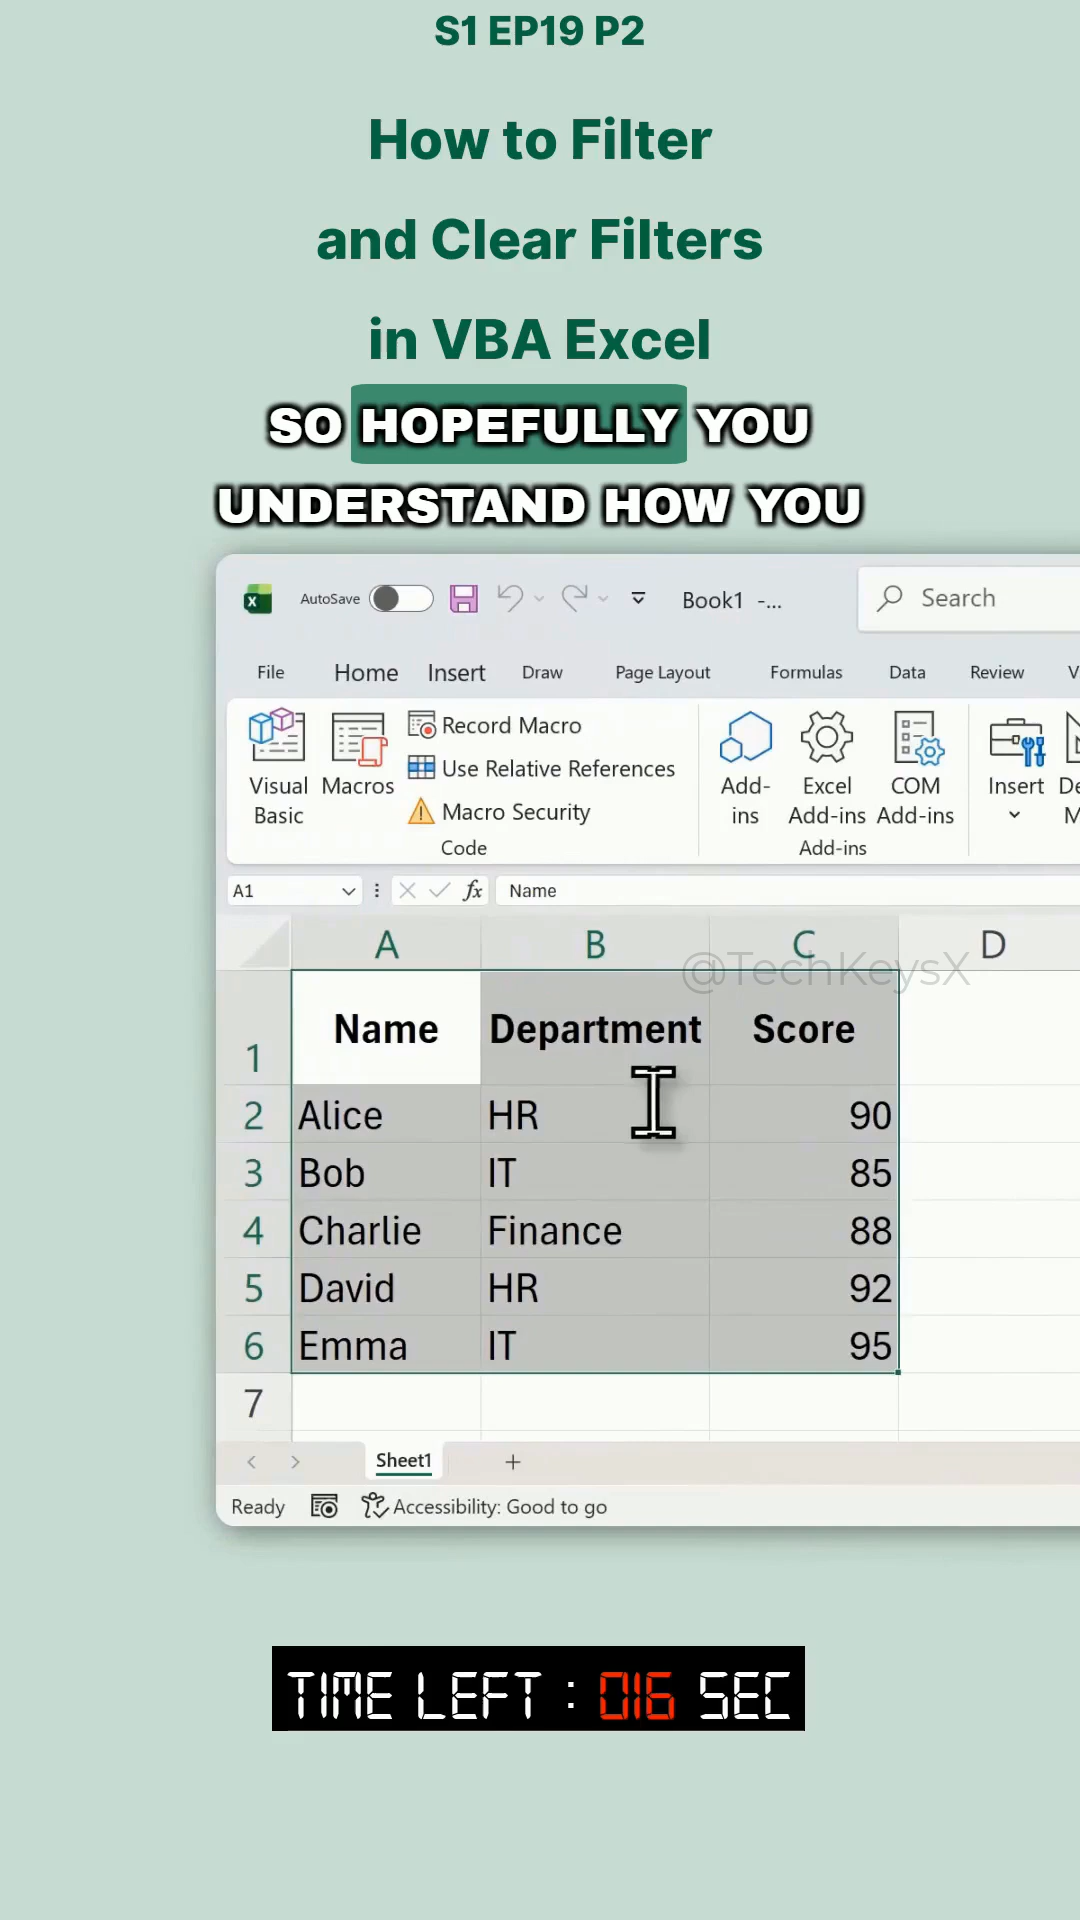 S1 EP19 P2
How to Filter
and Clear Filters
in VBA Excel
SO HOPEFULLY YOU
UNDERSTAND HOW YOU
AutoSave Book1 -... Search
File Home Insert Draw Page Layout Formulas Data Review V
Visual Basic
Macros
Record Macro
Use Relative References
Macro Security
Code
Add-ins
Excel Add-ins
COM Add-ins
Add-ins
Insert
De
M
A1 fx Name
A B C D
@TechKeysX
1 Name Department Score
2 Alice HR 90
3 Bob IT 85
4 Charlie Finance 88
5 David HR 92
6 Emma IT 95
7
Sheet1 +
Ready Accessibility: Good to go
TIME LEFT : 016 SEC